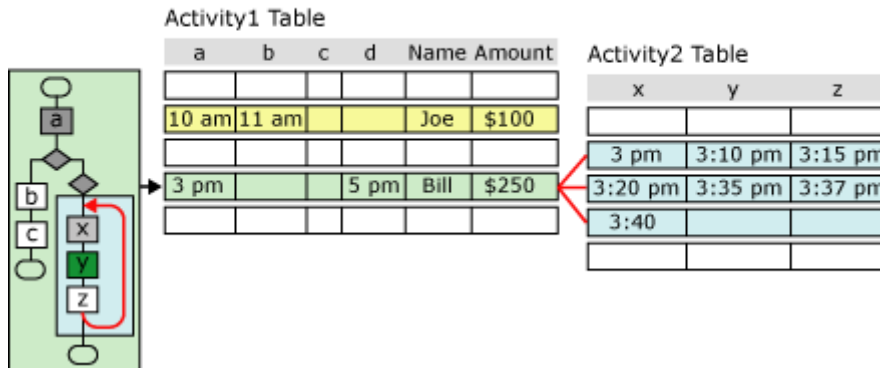 Activity1 Table
a b c d Name Amount
Activity2 Table
x y z
10 am 11 am Joe $100
a
3 pm 3:10 pm 3:15 pm
3 pm 5 pm Bill $250
3:20 pm 3:35 pm 3:37 pm
b
3:40
x
c
y
z